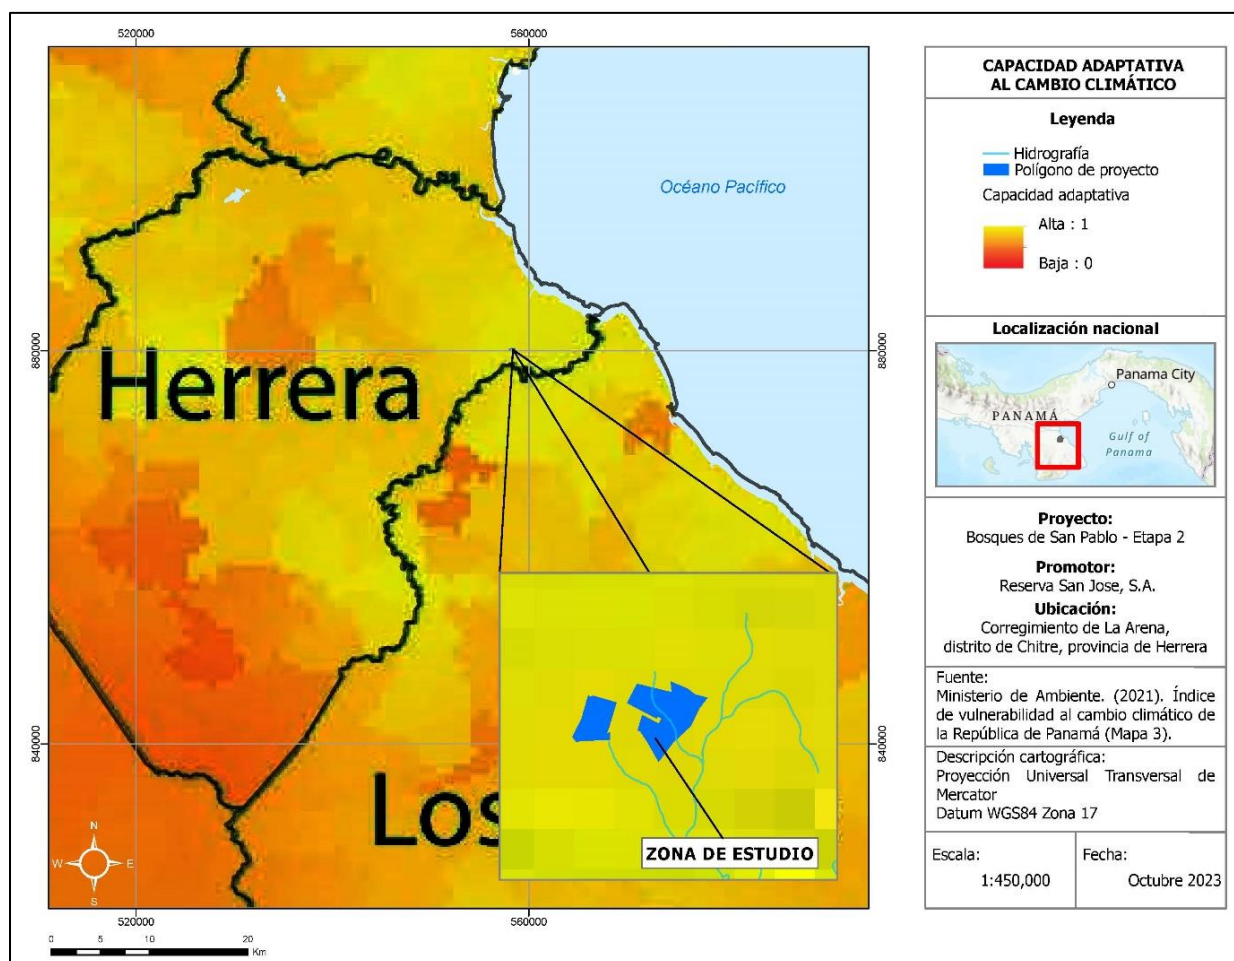 520000
560000
880000
880000
840000
840000
520000
560000
Océano Pacífico
Herrera
Los
ZONA DE ESTUDIO
N
W
E
S
0 5 10 20
Km
CAPACIDAD ADAPTATIVA
AL CAMBIO CLIMÁTICO
Leyenda
Hidrografía
Polígono de proyecto
Capacidad adaptativa
Alta : 1
Baja : 0
Localización nacional
Panama City
PANAMÁ
Gulf of
Panama
Proyecto:
Bosques de San Pablo - Etapa 2
Promotor:
Reserva San Jose, S.A.
Ubicación:
Corregimiento de La Arena,
distrito de Chitre, provincia de Herrera
Fuente:
Ministerio de Ambiente. (2021). Índice
de vulnerabilidad al cambio climático de
la República de Panamá (Mapa 3).
Descripción cartográfica:
Proyección Universal Transversal de
Mercator
Datum WGS84 Zona 17
Escala:
1:450,000
Fecha:
Octubre 2023